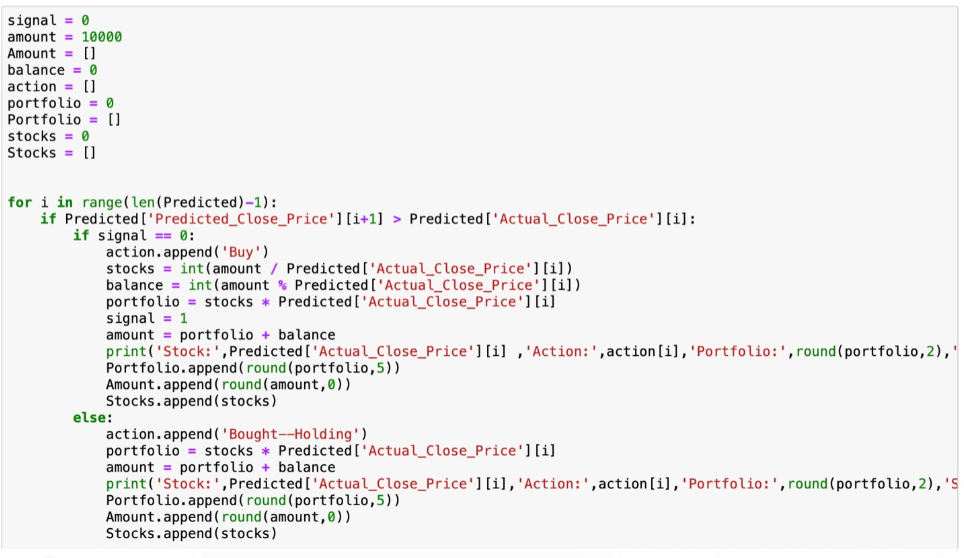 signal = 0
amount = 10000
Amount = []
balance = 0
action = []
portfolio = 0
Portfolio = []
stocks = 0
Stocks = []
for i in range(len(Predicted)-1):
    if Predicted['Predicted_Close_Price'][i+1] > Predicted['Actual_Close_Price'][i]:
        if signal == 0:
            action.append('Buy')
            stocks = int(amount / Predicted['Actual_Close_Price'][i])
            balance = int(amount % Predicted['Actual_Close_Price'][i])
            portfolio = stocks * Predicted['Actual_Close_Price'][i]
            signal = 1
            amount = portfolio + balance
            print('Stock:',Predicted['Actual_Close_Price'][i] ,'Action:',action[i],'Portfolio:',round(portfolio,2),'
            Portfolio.append(round(portfolio,5))
            Amount.append(round(amount,0))
            Stocks.append(stocks)
        else:
            action.append('Bought--Holding')
            portfolio = stocks * Predicted['Actual_Close_Price'][i]
            amount = portfolio + balance
            print('Stock:',Predicted['Actual_Close_Price'][i],'Action:',action[i],'Portfolio:',round(portfolio,2),'S
            Portfolio.append(round(portfolio,5))
            Amount.append(round(amount,0))
            Stocks.append(stocks)